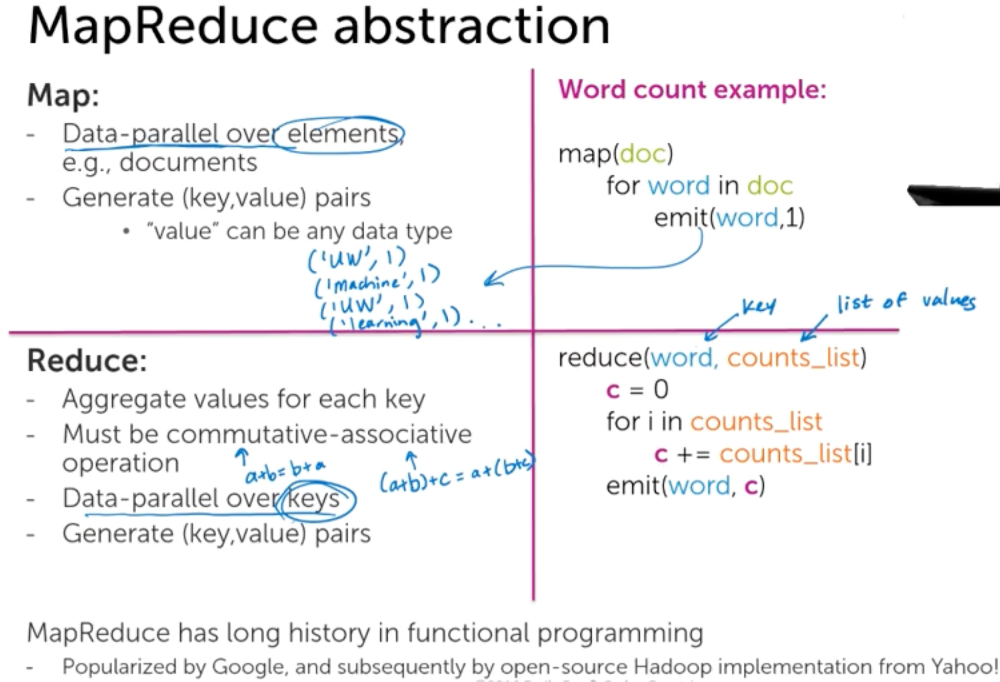 MapReduce abstraction
Map:
- Data-parallel over elements,
e.g., documents
- Generate (key,value) pairs
• "value" can be any data type
('UW', 1)
('machine', 1)
('UW', 1)
('learning', 1) . . .
Word count example:
map(doc)
for word in doc
emit(word,1)
key
list of values
Reduce:
- Aggregate values for each key
- Must be commutative-associative
operation
a+b=b+a
(a+b)+c = a+(b+c)
- Data-parallel over keys
- Generate (key,value) pairs
reduce(word, counts_list)
c = 0
for i in counts_list
c += counts_list[i]
emit(word, c)
MapReduce has long history in functional programming
- Popularized by Google, and subsequently by open-source Hadoop implementation from Yahoo!